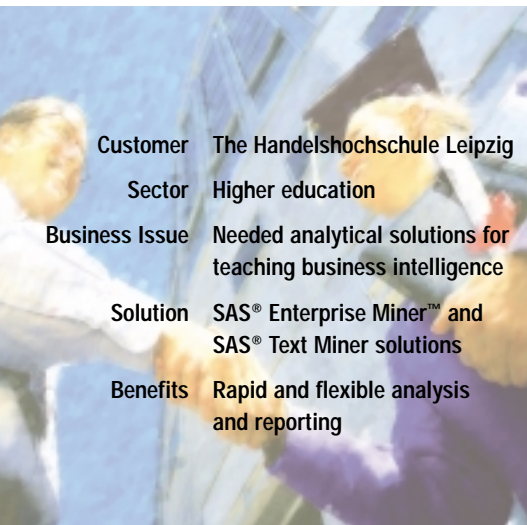 Customer The Handelshochschule Leipzig
Sector Higher education
Business Issue Needed analytical solutions for
teaching business intelligence
Solution SAS® Enterprise Miner™ and
SAS® Text Miner solutions
Benefits Rapid and flexible analysis
and reporting